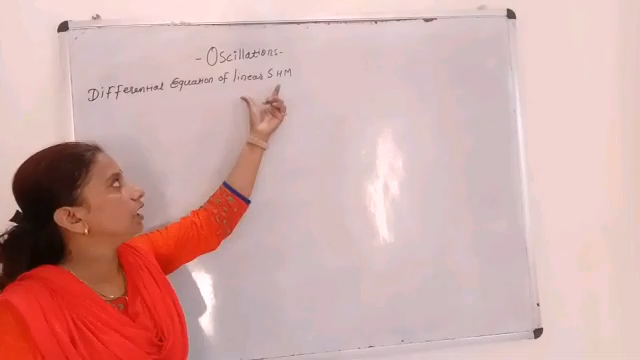 - Oscillations -
Differential Equation of linear SHM